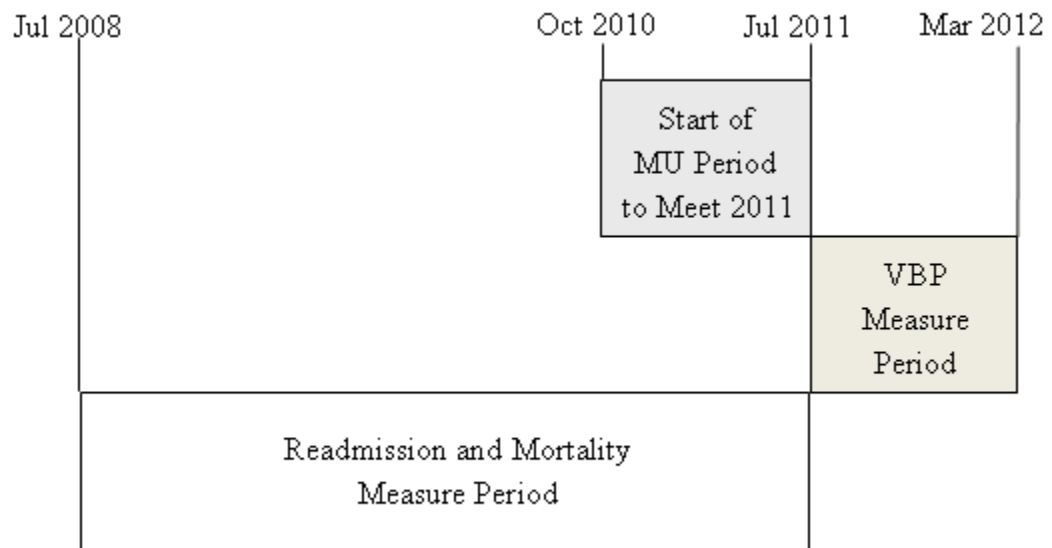 Jul 2008
Oct 2010
Jul 2011
Mar 2012
Start of
MU Period
to Meet 2011
VBP
Measure
Period
Readmission and Mortality
Measure Period